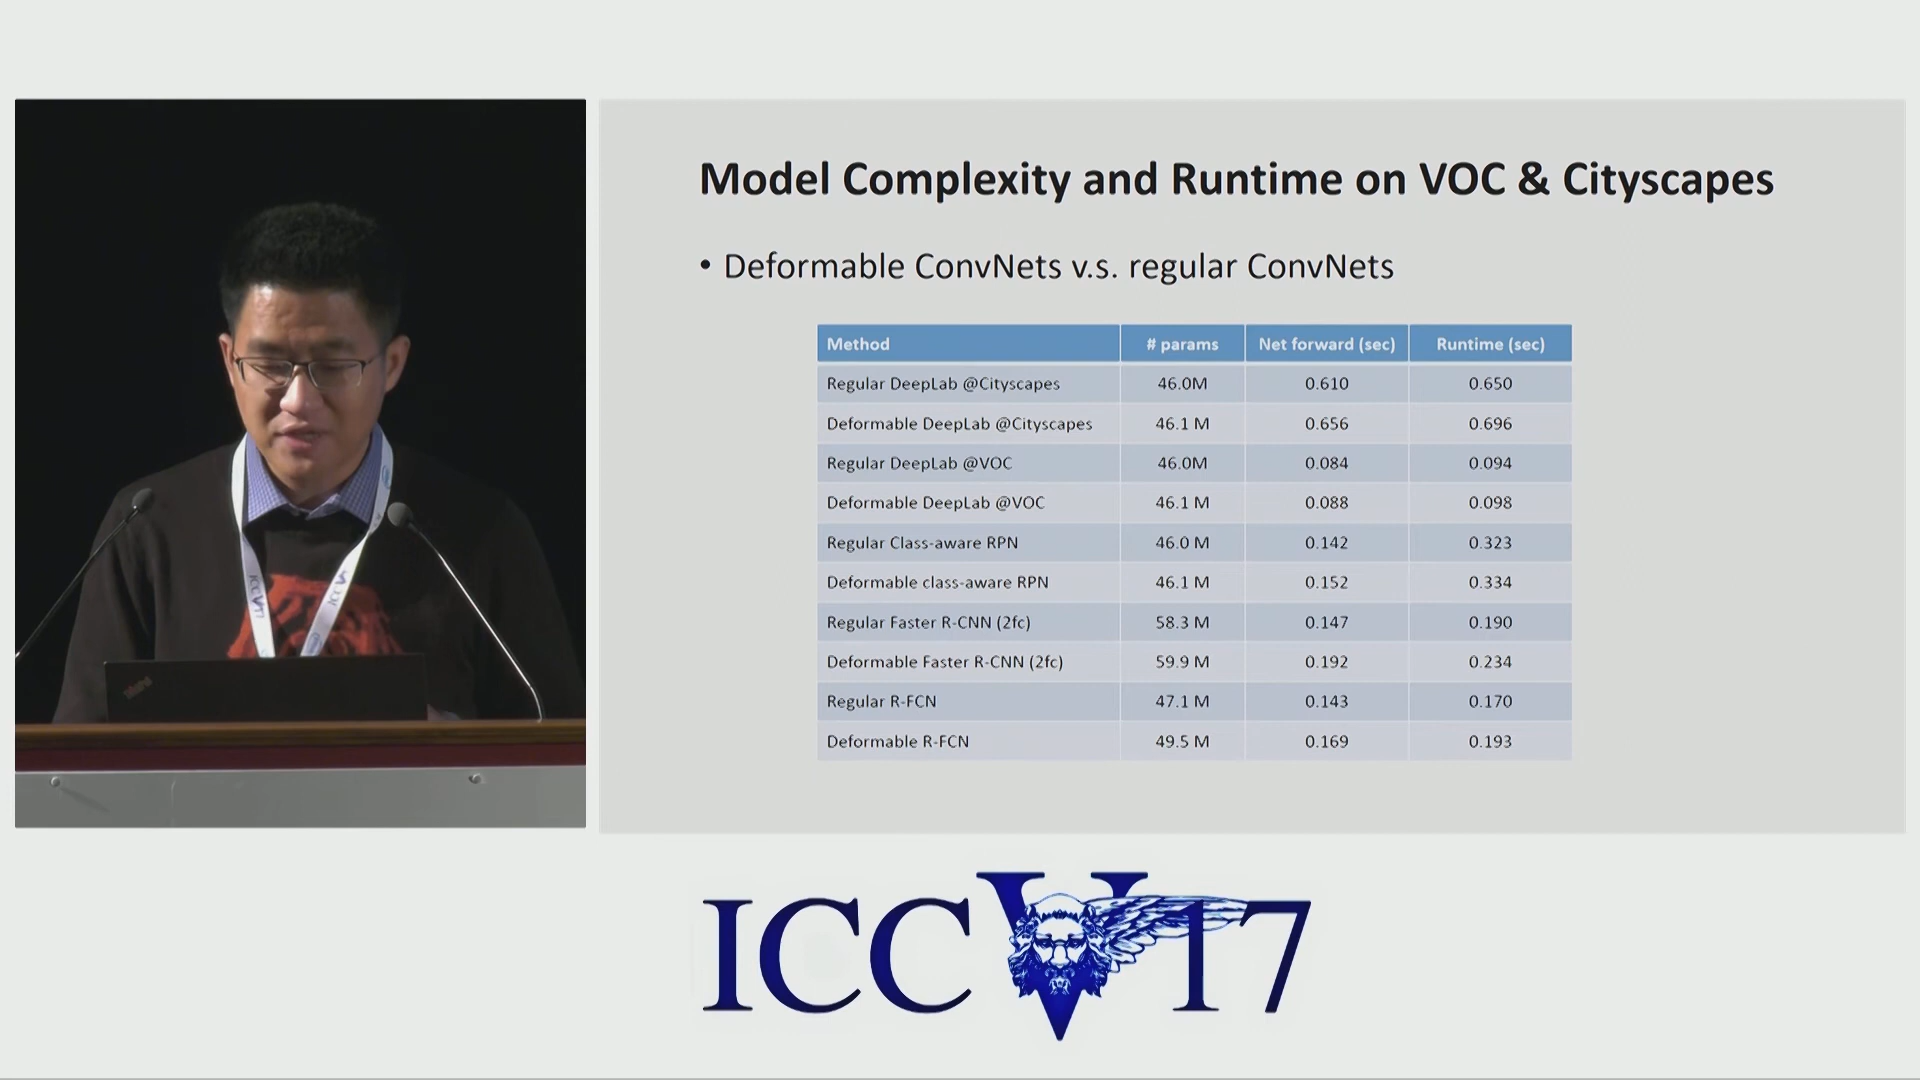 Model Complexity and Runtime on VOC & Cityscapes
• Deformable ConvNets v.s. regular ConvNets
Method # params Net forward (sec) Runtime (sec)
Regular DeepLab @Cityscapes 46.0M 0.610 0.650
Deformable DeepLab @Cityscapes 46.1 M 0.656 0.696
Regular DeepLab @VOC 46.0M 0.084 0.094
Deformable DeepLab @VOC 46.1 M 0.088 0.098
Regular Class-aware RPN 46.0 M 0.142 0.323
Deformable class-aware RPN 46.1 M 0.152 0.334
Regular Faster R-CNN (2fc) 58.3 M 0.147 0.190
Deformable Faster R-CNN (2fc) 59.9 M 0.192 0.234
Regular R-FCN 47.1 M 0.143 0.170
Deformable R-FCN 49.5 M 0.169 0.193
ICCV17